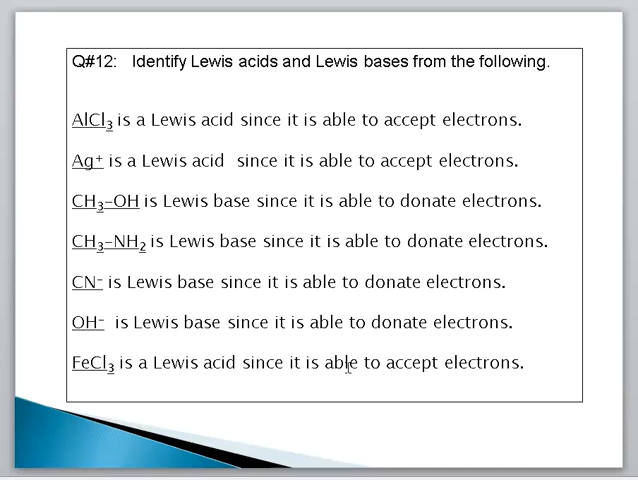 Q#12: Identify Lewis acids and Lewis bases from the following.
AlCl₃ is a Lewis acid since it is able to accept electrons.
Ag⁺ is a Lewis acid since it is able to accept electrons.
CH₃–OH is Lewis base since it is able to donate electrons.
CH₃–NH₂ is Lewis base since it is able to donate electrons.
CN⁻ is Lewis base since it is able to donate electrons.
OH⁻ is Lewis base since it is able to donate electrons.
FeCl₃ is a Lewis acid since it is able to accept electrons.